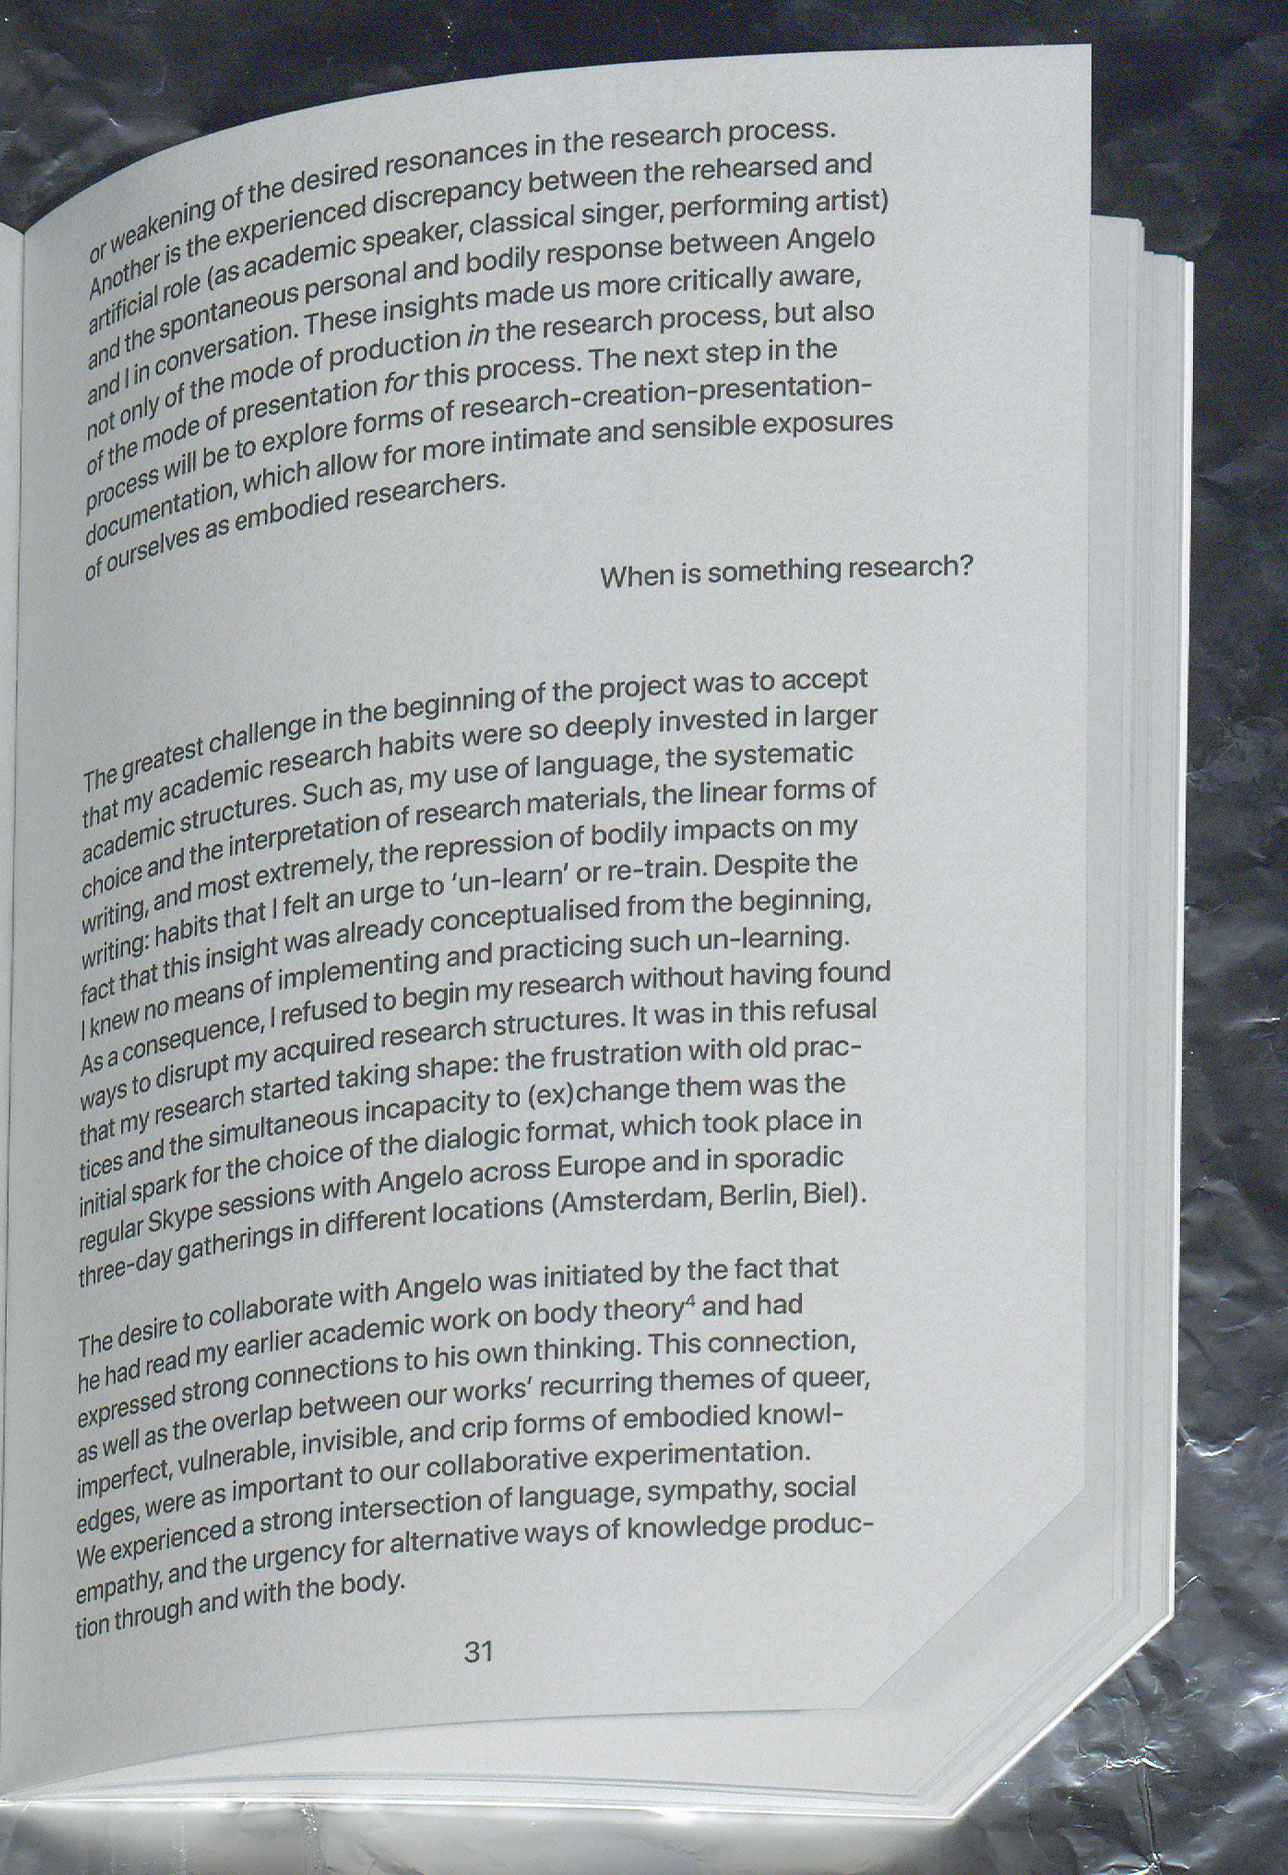 or weakening of the desired resonances in the research process.
Another is the experienced discrepancy between the rehearsed and
artificial role (as academic speaker, classical singer, performing artist)
and the spontaneous personal and bodily response between Angelo
and I in conversation. These insights made us more critically aware,
not only of the mode of production in the research process, but also
of the mode of presentation for this process. The next step in the
process will be to explore forms of research-creation-presentation-
documentation, which allow for more intimate and sensible exposures
of ourselves as embodied researchers.
When is something research?
The greatest challenge in the beginning of the project was to accept
that my academic research habits were so deeply invested in larger
academic structures. Such as, my use of language, the systematic
choice and the interpretation of research materials, the linear forms of
writing, and most extremely, the repression of bodily impacts on my
writing: habits that I felt an urge to ‘un-learn’ or re-train. Despite the
fact that this insight was already conceptualised from the beginning,
I knew no means of implementing and practicing such un-learning.
As a consequence, I refused to begin my research without having found
ways to disrupt my acquired research structures. It was in this refusal
that my research started taking shape: the frustration with old prac-
tices and the simultaneous incapacity to (ex)change them was the
initial spark for the choice of the dialogic format, which took place in
regular Skype sessions with Angelo across Europe and in sporadic
three-day gatherings in different locations (Amsterdam, Berlin, Biel).
The desire to collaborate with Angelo was initiated by the fact that
he had read my earlier academic work on body theory⁴ and had
expressed strong connections to his own thinking. This connection,
as well as the overlap between our works’ recurring themes of queer,
imperfect, vulnerable, invisible, and crip forms of embodied knowl-
edges, were as important to our collaborative experimentation.
We experienced a strong intersection of language, sympathy, social
empathy, and the urgency for alternative ways of knowledge produc-
tion through and with the body.
31